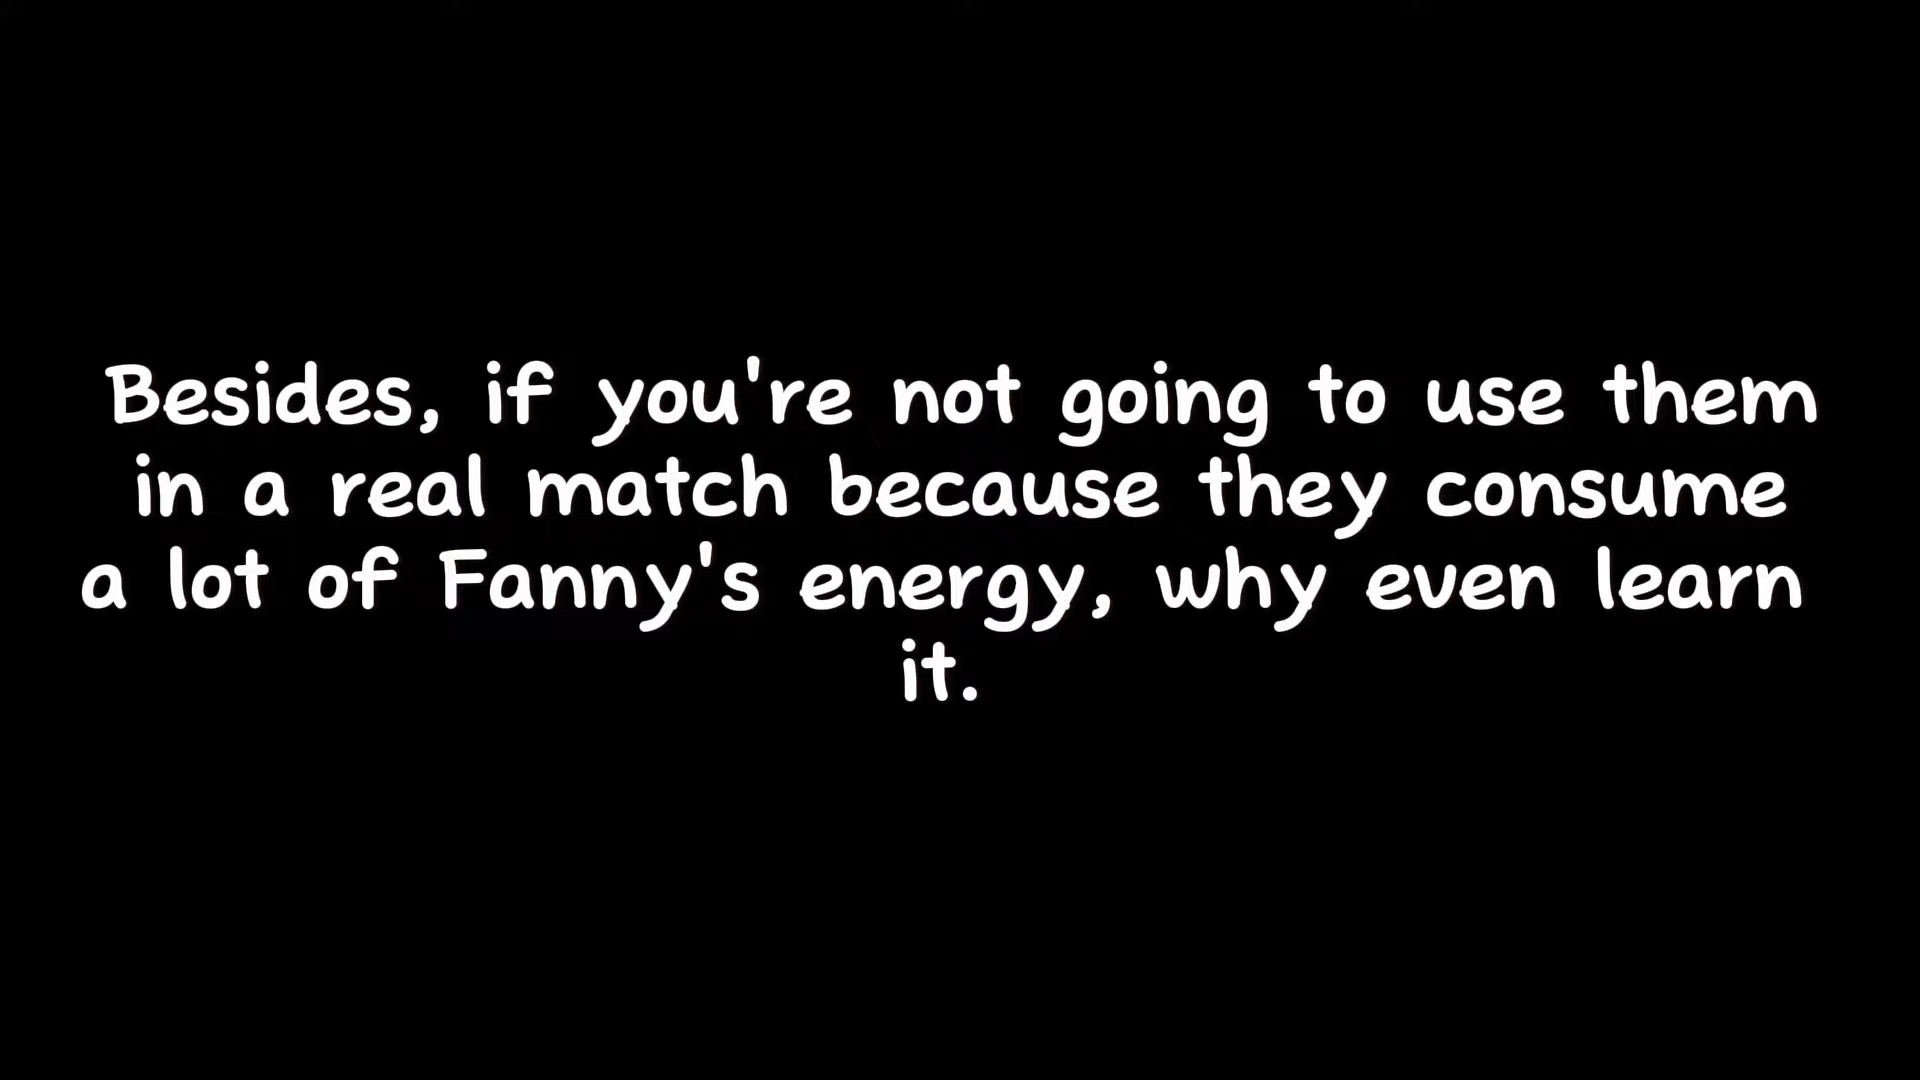 Besides, if you're not going to use them
in a real match because they consume
a lot of Fanny's energy, why even learn
it.